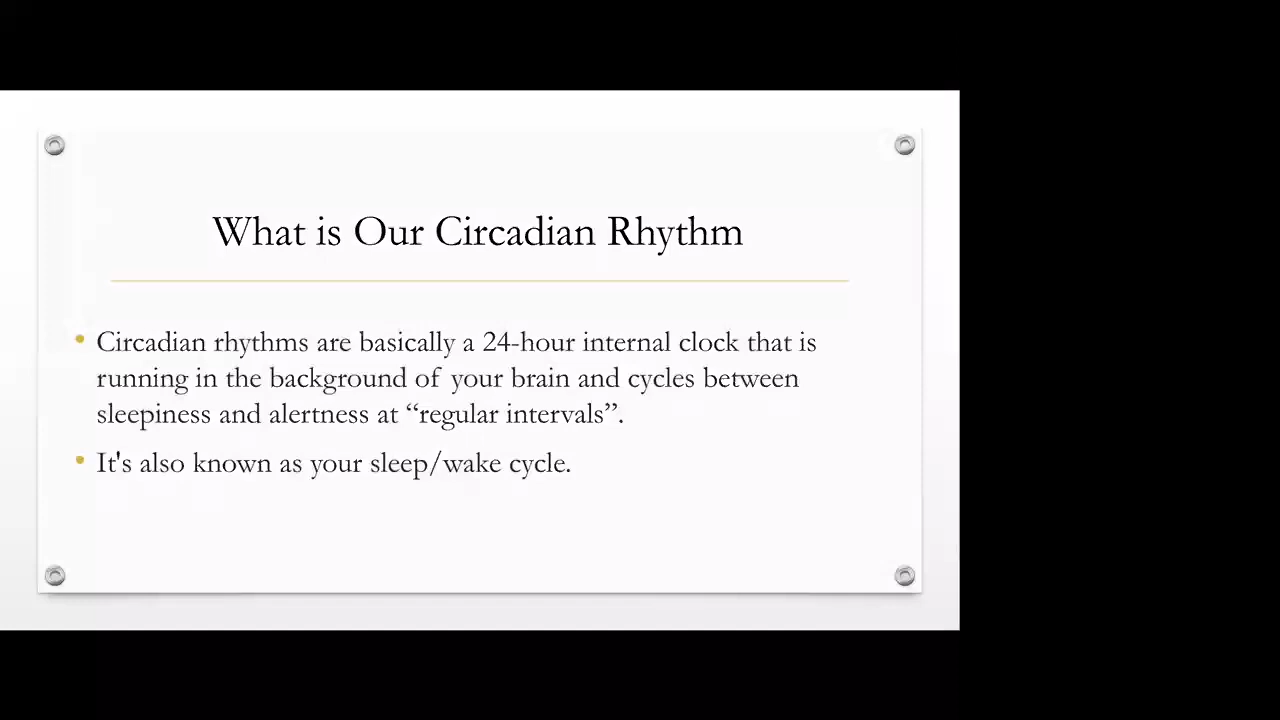 What is Our Circadian Rhythm
• Circadian rhythms are basically a 24-hour internal clock that is
running in the background of your brain and cycles between
sleepiness and alertness at “regular intervals”.
• It's also known as your sleep/wake cycle.